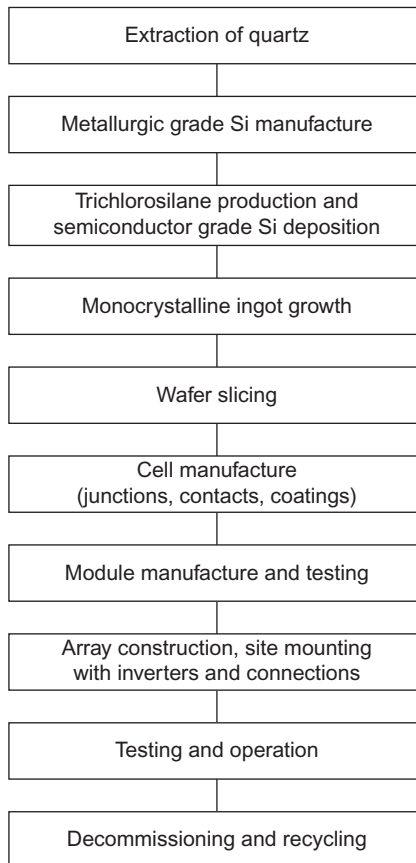 Extraction of quartz
Metallurgic grade Si manufacture
Trichlorosilane production and
semiconductor grade Si deposition
Monocrystalline ingot growth
Wafer slicing
Cell manufacture
(junctions, contacts, coatings)
Module manufacture and testing
Array construction, site mounting
with inverters and connections
Testing and operation
Decommissioning and recycling